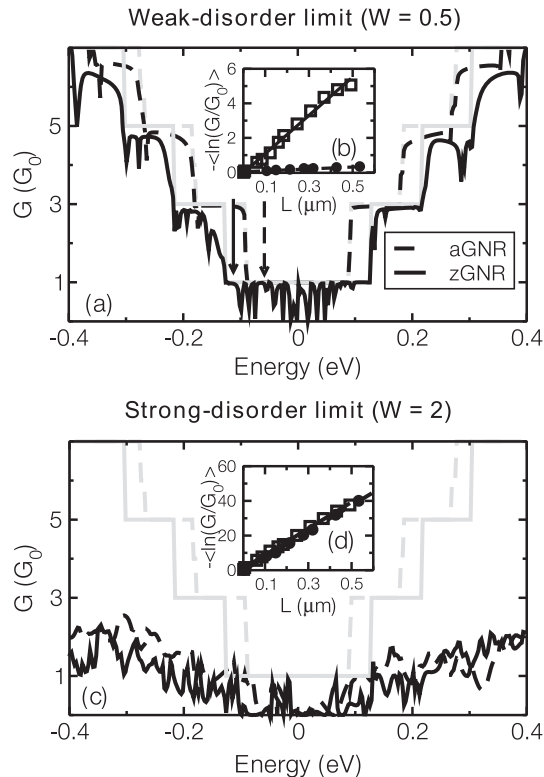 Weak-disorder limit (W = 0.5)
G (G0)
5
3
1
(a)
6
4
2
0
-<ln(G/G0)>
(b)
0.1 0.3 0.5
L (μm)
aGNR
zGNR
-0.4 -0.2 0 0.2 0.4
Energy (eV)
Strong-disorder limit (W = 2)
G (G0)
5
3
1
(c)
60
40
20
0
-<ln(G/G0)>
(d)
0.1 0.3 0.5
L (μm)
-0.4 -0.2 0 0.2 0.4
Energy (eV)